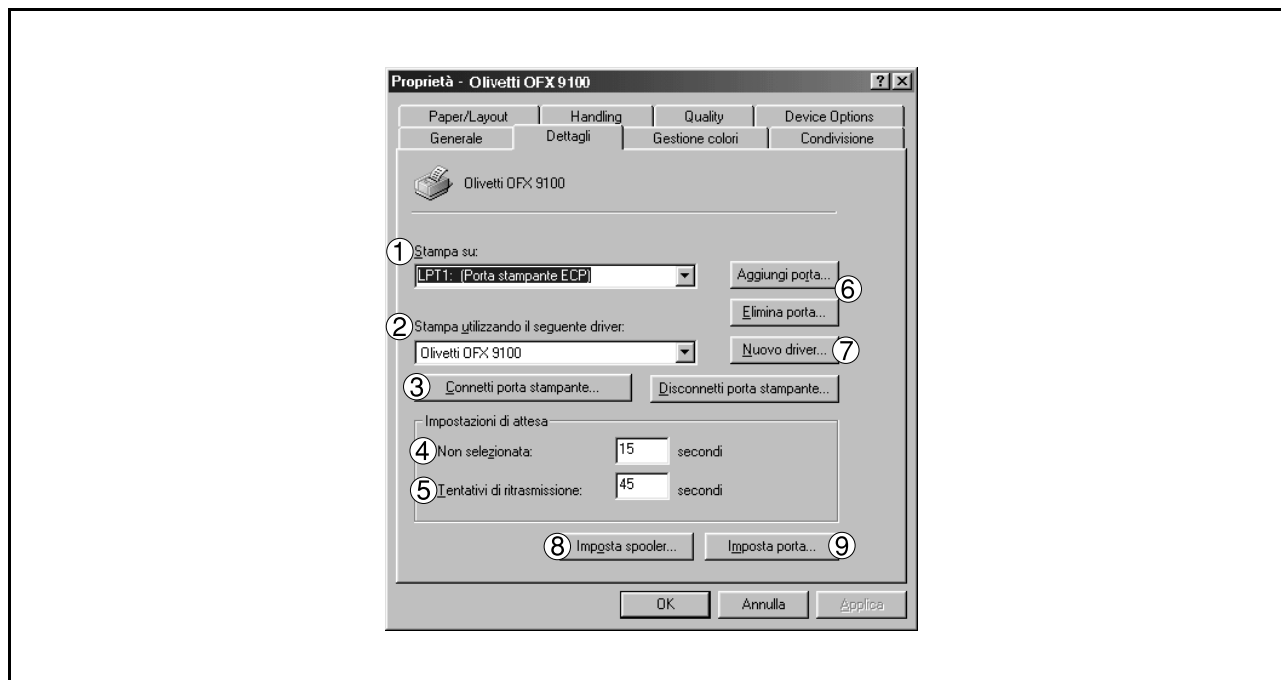 Proprietà - Olivetti OFX 9100
Paper/Layout Handling Quality Device Options
Generale Dettagli Gestione colori Condivisione
Olivetti OFX 9100
1 Stampa su:
LPT1: (Porta stampante ECP)
Aggiungi porta...
6
Elimina porta...
2 Stampa utilizzando il seguente driver:
Olivetti OFX 9100
Nuovo driver... 7
3 Connetti porta stampante... Disconnetti porta stampante...
Impostazioni di attesa
4 Non selezionata: 15 secondi
5 Tentativi di ritrasmissione: 45 secondi
8 Imposta spooler... Imposta porta... 9
OK Annulla Applica